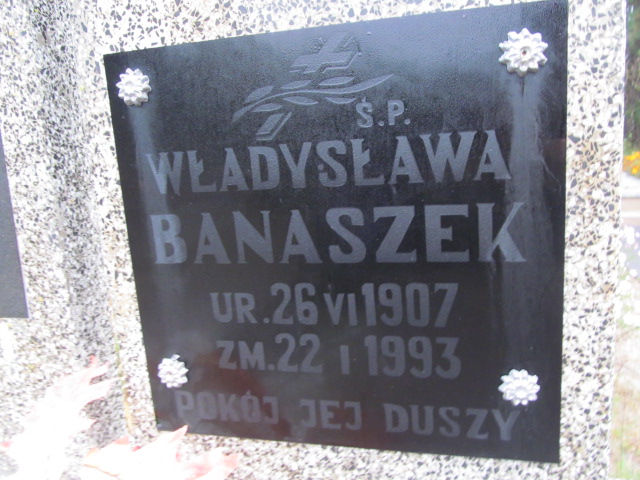 Ś.P.
WŁADYSŁAWA
BANASZEK
UR. 26 VI 1907
ZM. 22 I 1993
POKÓJ JEJ DUSZY